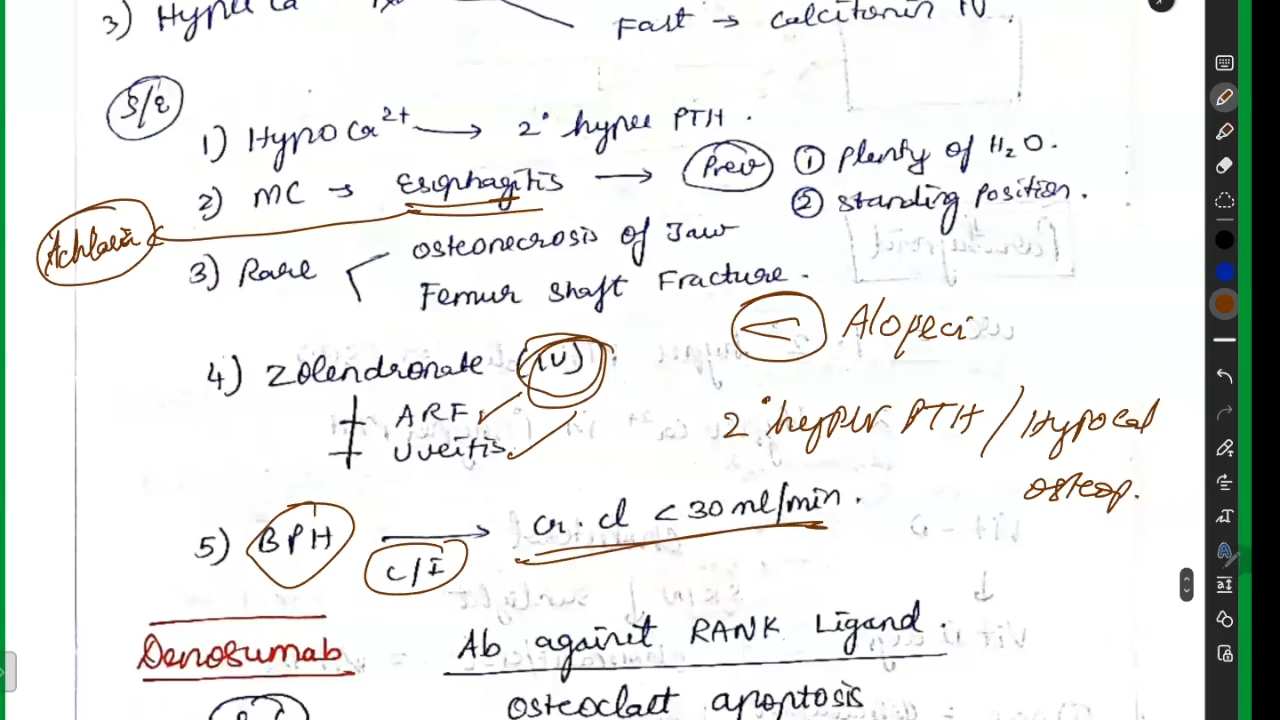 3) Hyper Ca
Fast → Calcitonin IV.
S/E
1) Hypo Ca²⁺ → 2° hyper PTH.
2) MC → Esophagitis → Prev ① Plenty of H₂O.
② Standing Position.
Achlasia
3) Rare < Osteonecrosis of Jaw
Femur Shaft Fracture.
< Alopeci
4) Zolendronate (IV)
ARF
Uveitis
2° hyper PTH / Hypocal
osteop.
5) BPH → Cr. cl < 30 ml/min.
C/I
Denosumab Ab against RANK Ligand.
osteoclast apoptosis